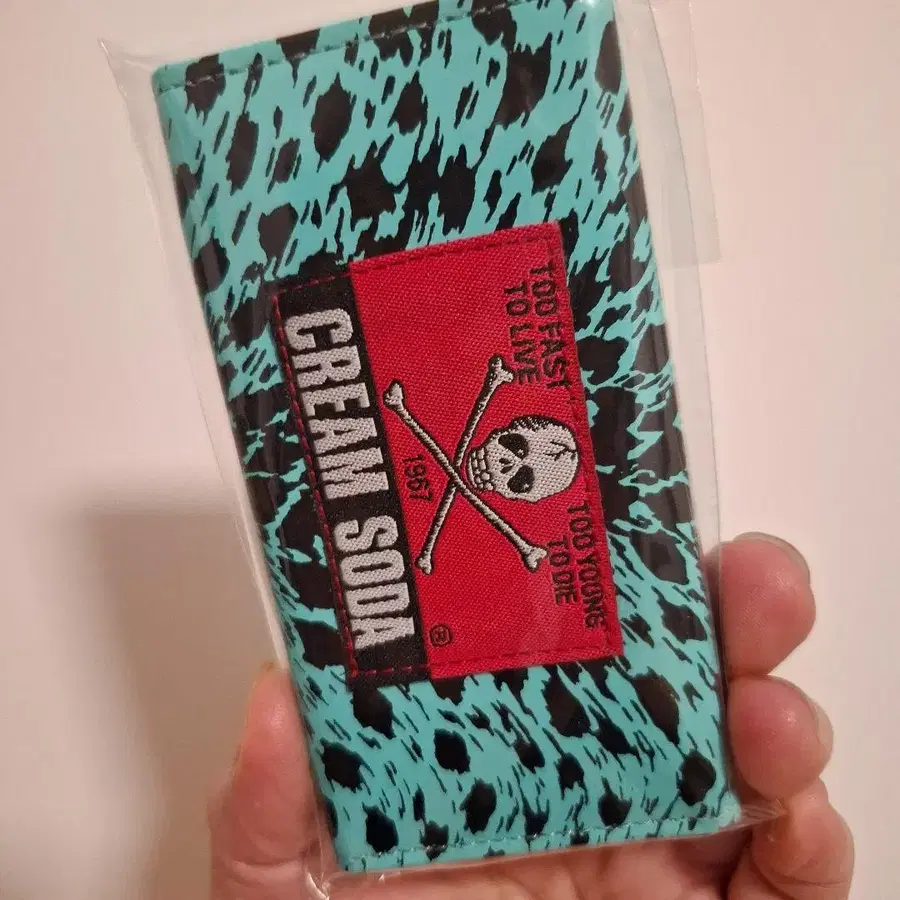 TOO FAST
TO LIVE
TOO YOUNG
TO DIE
1967
CREAM SODA
®